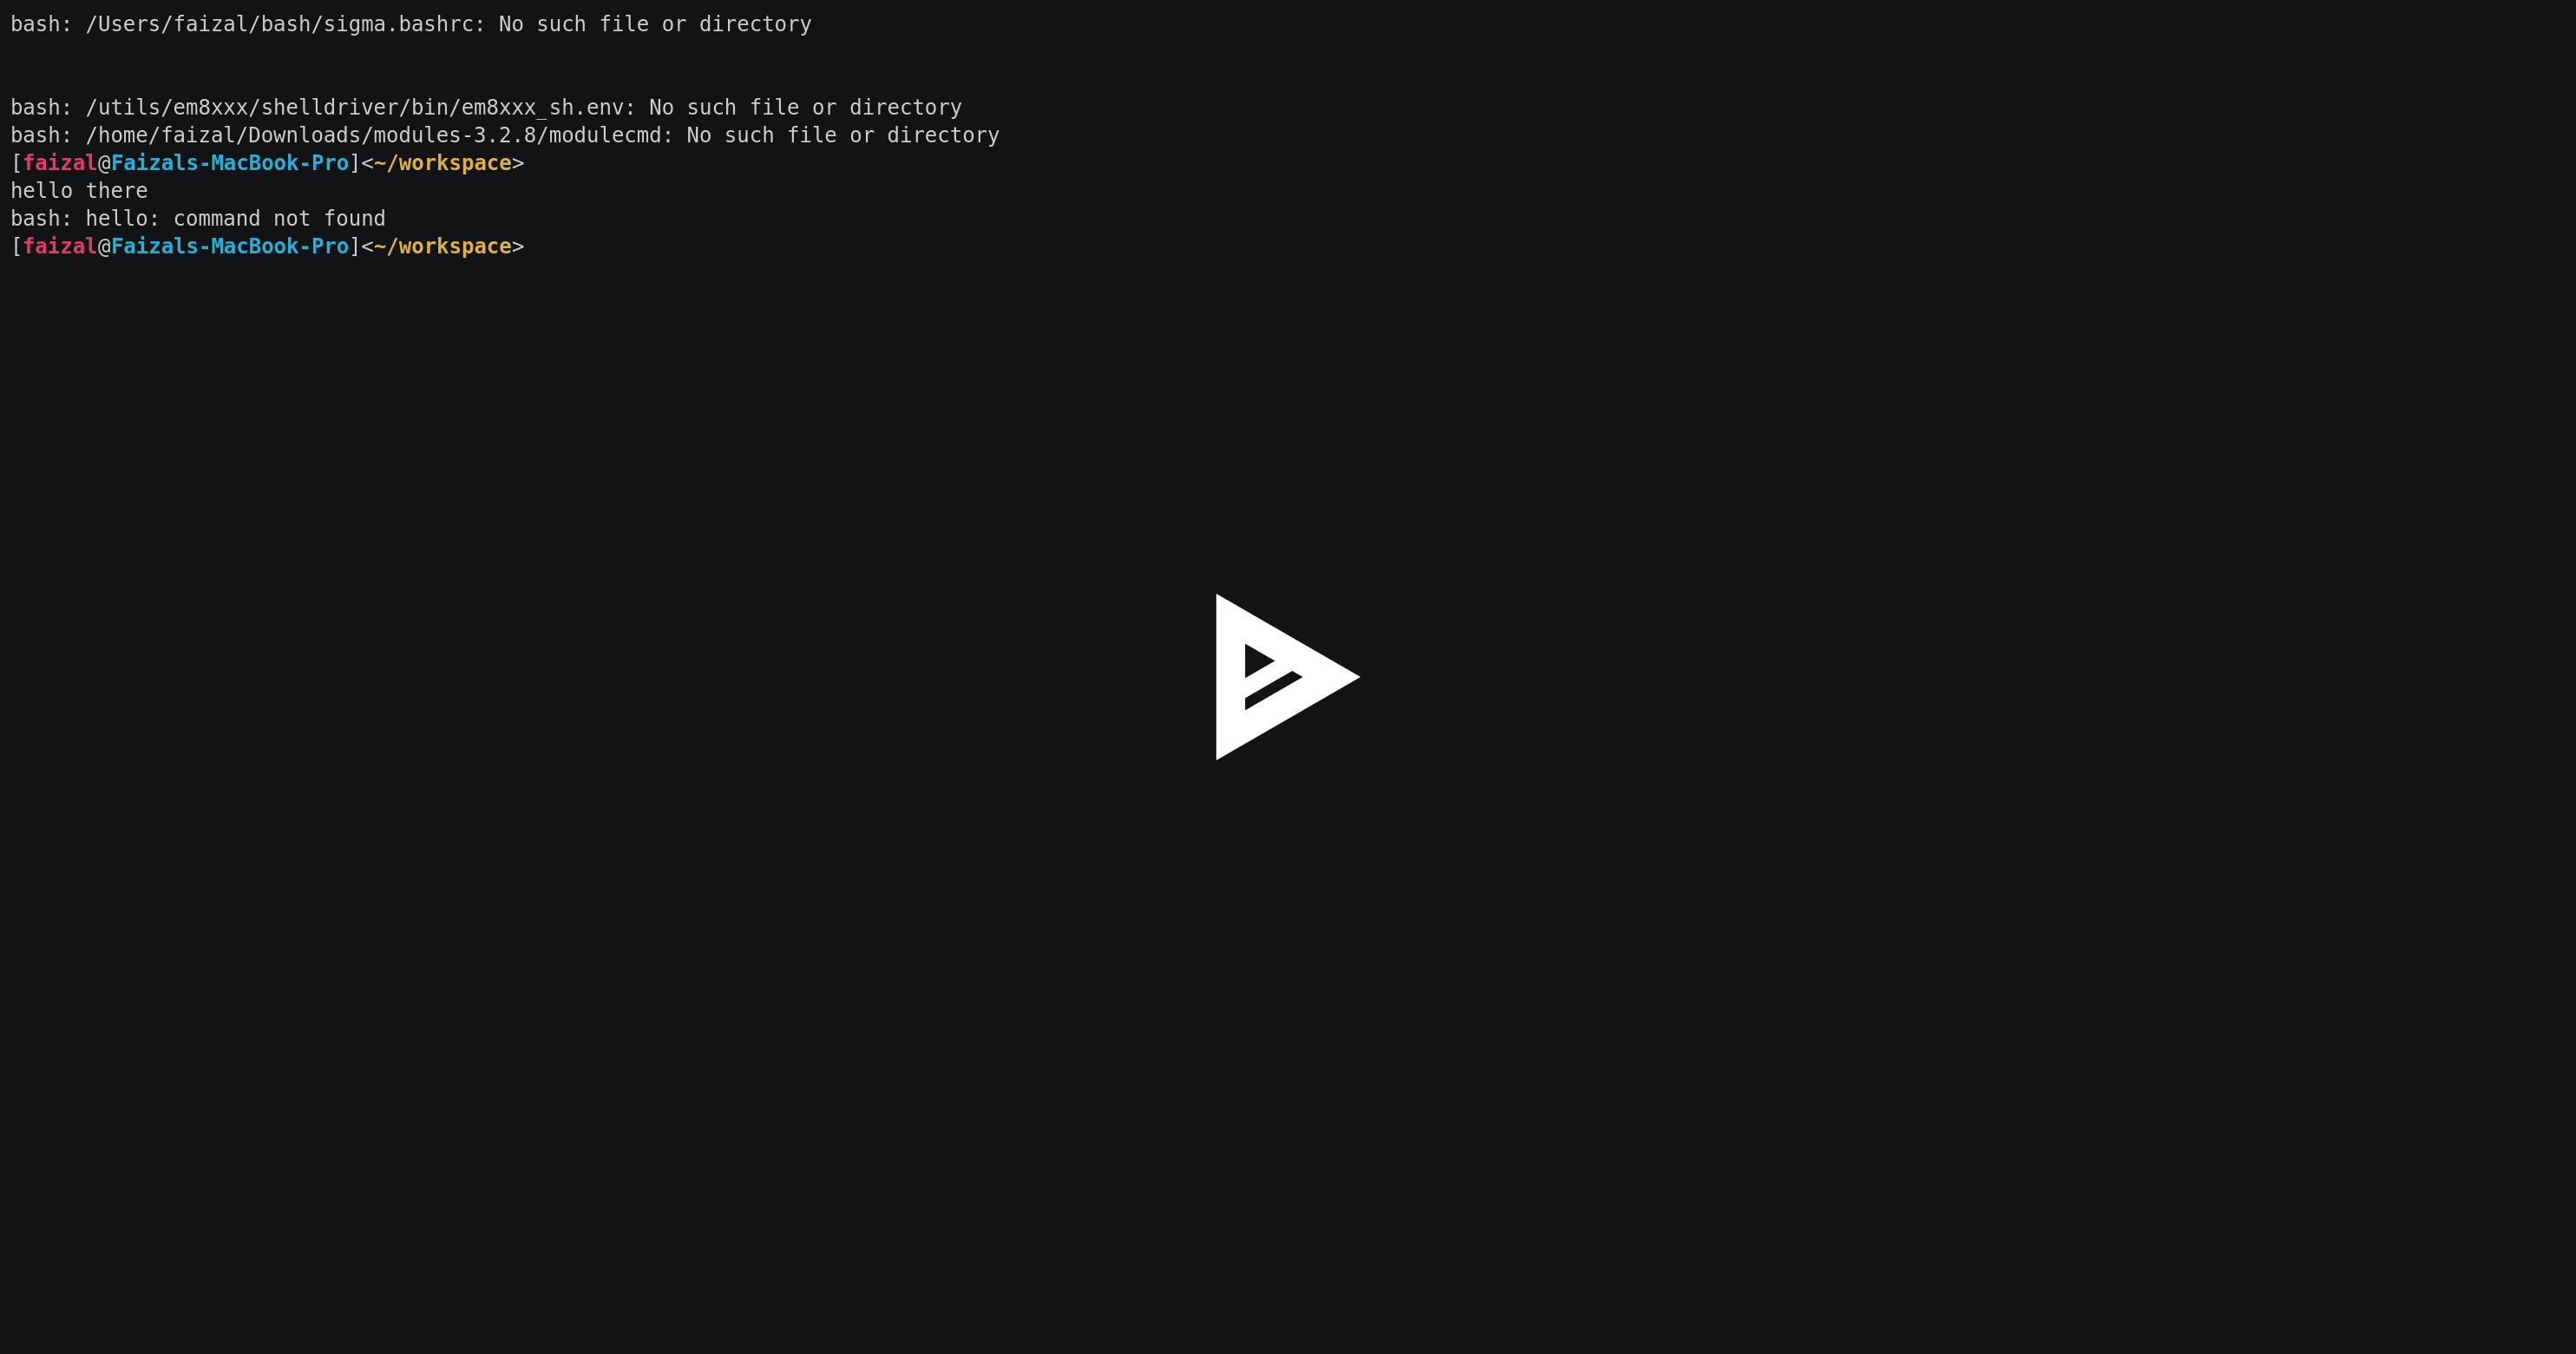 bash: /Users/faizal/bash/sigma.bashrc: No such file or directory
bash: /utils/em8xxx/shelldriver/bin/em8xxx_sh.env: No such file or directory
bash: /home/faizal/Downloads/modules-3.2.8/modulecmd: No such file or directory
[faizal@Faizals-MacBook-Pro]<~/workspace>
hello there
bash: hello: command not found
[faizal@Faizals-MacBook-Pro]<~/workspace>